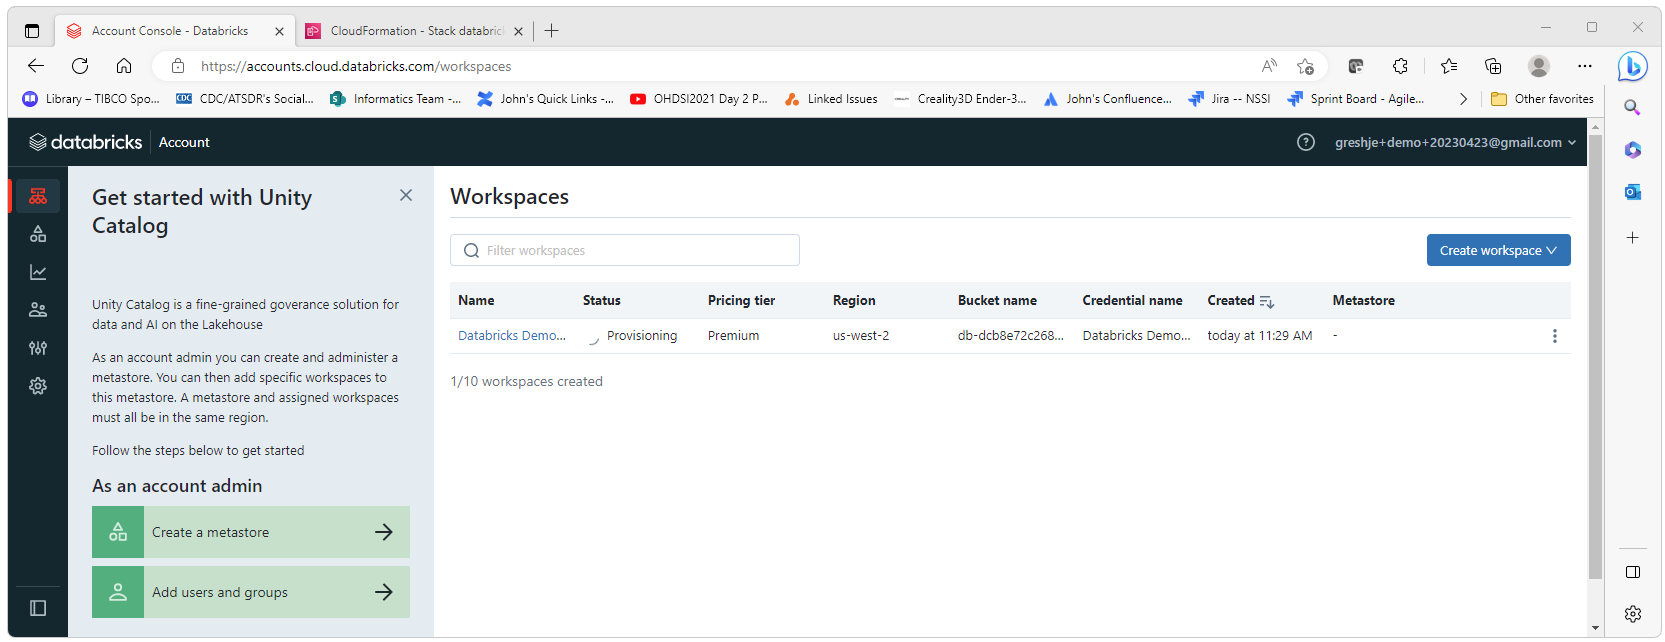 Account Console - Databricks
CloudFormation - Stack databric
https://accounts.cloud.databricks.com/workspaces
Library – TIBCO Spo...
CDC CDC/ATSDR's Social...
Informatics Team -...
John's Quick Links -...
OHDSI2021 Day 2 P...
Linked Issues
Creality3D Ender-3...
John's Confluence...
Jira -- NSSI
Sprint Board - Agile...
Other favorites
databricks Account
? greshje+demo+20230423@gmail.com
Get started with Unity
Catalog
Unity Catalog is a fine-grained goverance solution for
data and AI on the Lakehouse
As an account admin you can create and administer a
metastore. You can then add specific workspaces to
this metastore. A metastore and assigned workspaces
must all be in the same region.
Follow the steps below to get started
As an account admin
Create a metastore
Add users and groups
Workspaces
Filter workspaces
Create workspace
Name Status Pricing tier Region Bucket name Credential name Created Metastore
Databricks Demo... Provisioning Premium us-west-2 db-dcb8e72c268... Databricks Demo... today at 11:29 AM -
1/10 workspaces created